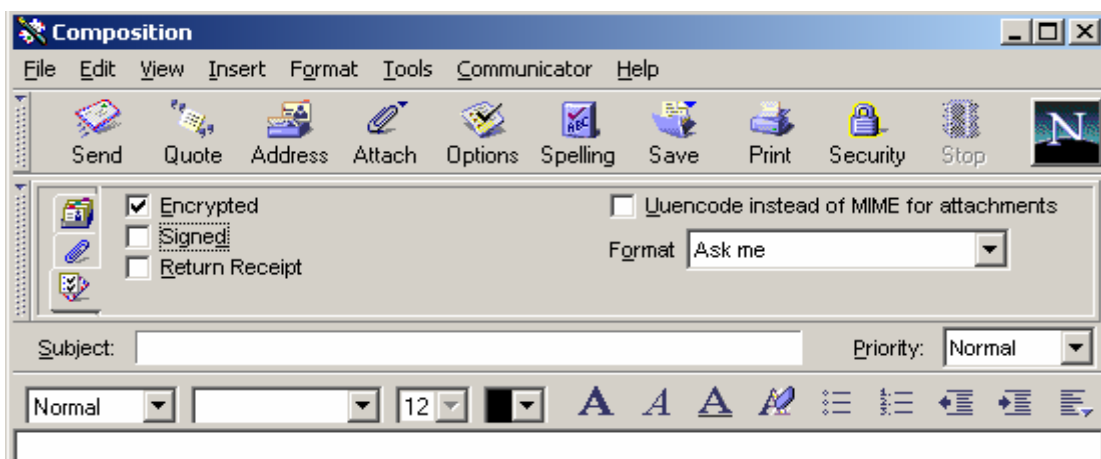 Composition
File Edit View Insert Format Tools Communicator Help
ABC
N
Send Quote Address Attach Options Spelling Save Print Security Stop
Encrypted
Uuencode instead of MIME for attachments
Signed
Format Ask me
Return Receipt
Subject:
Priority: Normal
Normal 12 A A A